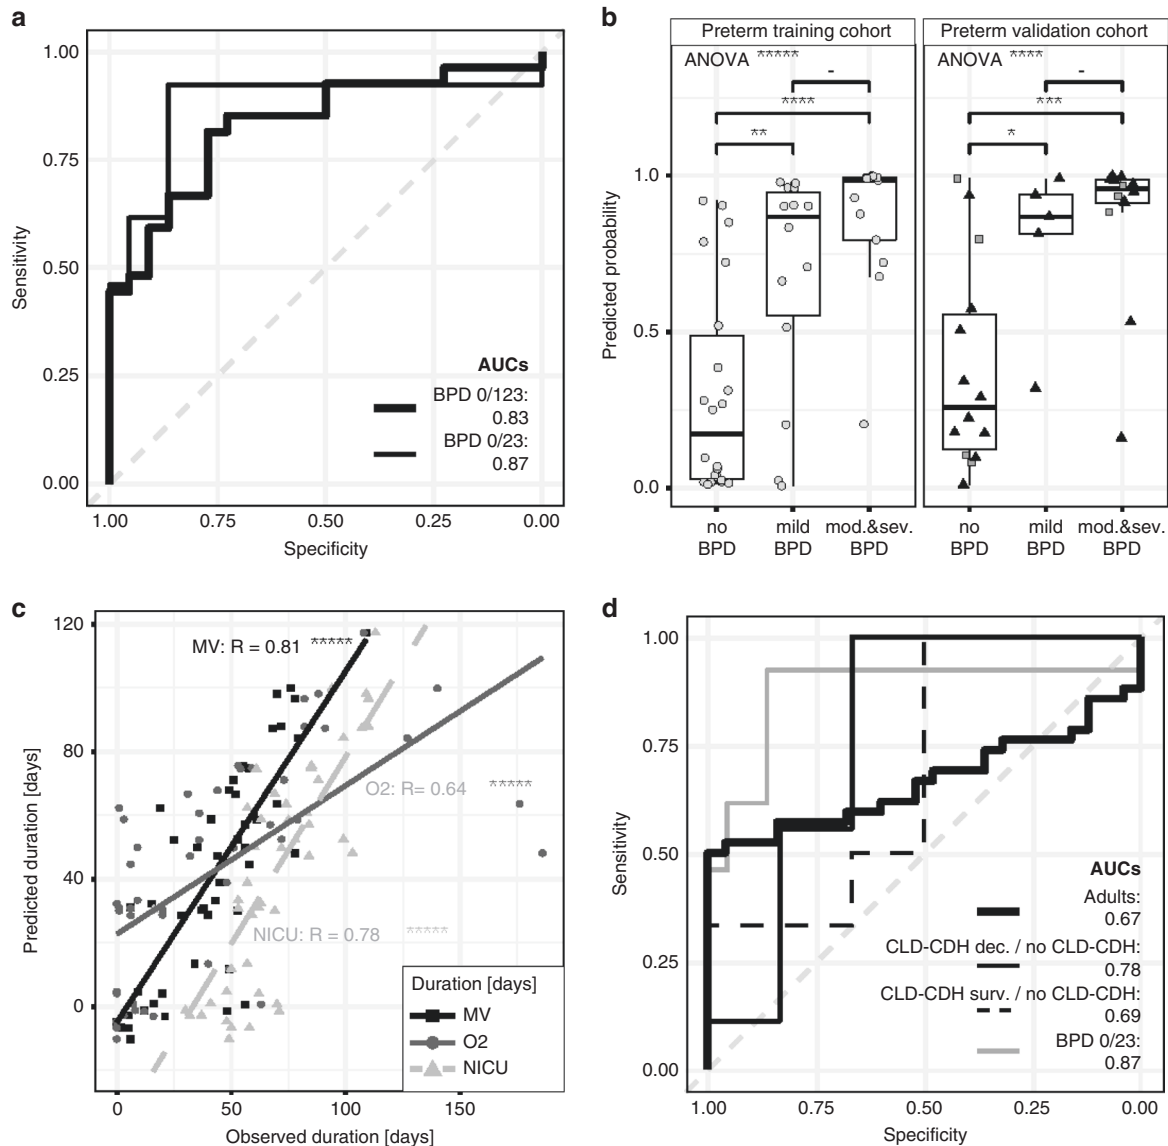 a
1.00
0.75
0.50
0.25
0.00
Sensitivity
AUCs
BPD 0/123:
0.83
BPD 0/23:
0.87
1.00 0.75 0.50 0.25 0.00
Specificity
b
Preterm training cohort
Preterm validation cohort
ANOVA *****
ANOVA ****
-
****
**
-
***
*
Predicted probability
1.0
0.5
0.0
no BPD
mild BPD
mod.&sev. BPD
no BPD
mild BPD
mod.&sev. BPD
c
120
80
40
0
Predicted duration [days]
MV: R = 0.81 *****
O2: R= 0.64 *****
NICU: R = 0.78 *****
Duration [days]
MV
O2
NICU
0 50 100 150
Observed duration [days]
d
1.00
0.75
0.50
0.25
0.00
Sensitivity
AUCs
Adults:
0.67
CLD-CDH dec. / no CLD-CDH:
0.78
CLD-CDH surv. / no CLD-CDH:
0.69
BPD 0/23:
0.87
1.00 0.75 0.50 0.25 0.00
Specificity